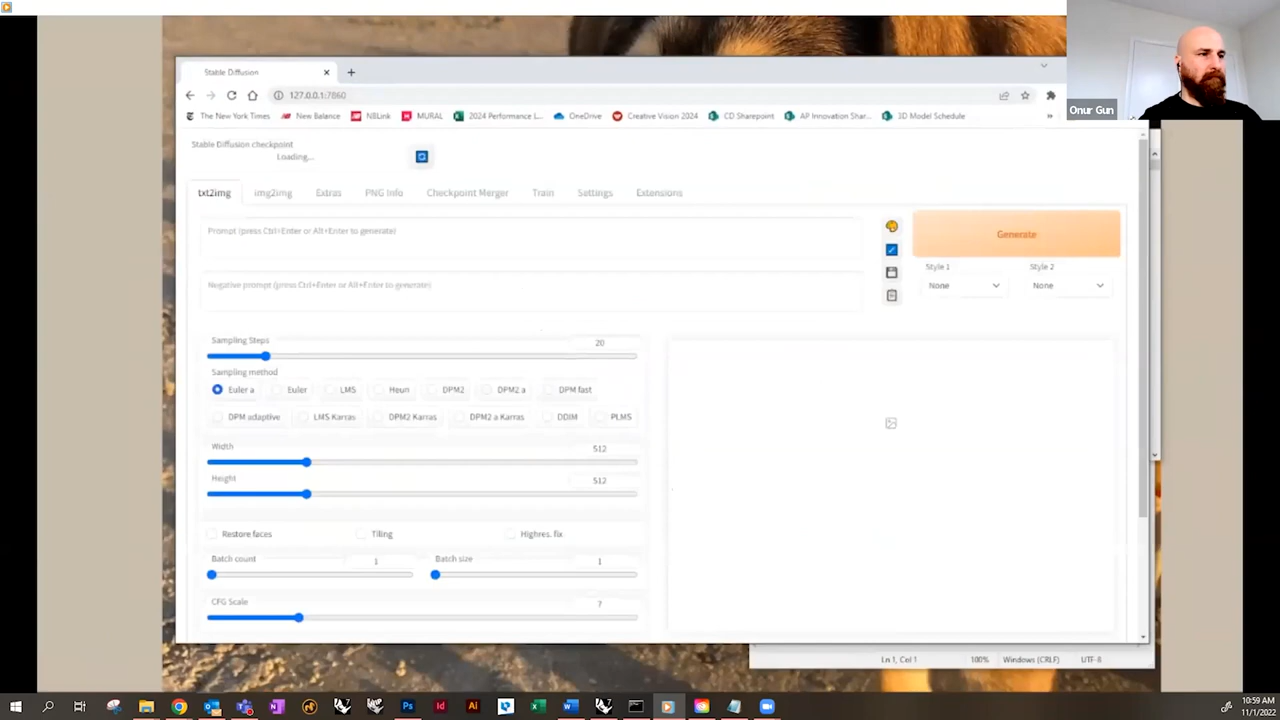 Stable Diffusion
127.0.0.1:7860
The New York Times New Balance NBLink MURAL 2024 Performance L... OneDrive Creative Vision 2024 CD Sharepoint AP Innovation Shar... 3D Model Schedule »
Onur Gun
Stable Diffusion checkpoint
Loading...
txt2img img2img Extras PNG Info Checkpoint Merger Train Settings Extensions
Prompt (press Ctrl+Enter or Alt+Enter to generate)
Generate
Style 1 Style 2
None None
Negative prompt (press Ctrl+Enter or Alt+Enter to generate)
Sampling Steps 20
Sampling method
Euler a Euler LMS Heun DPM2 DPM2 a DPM fast
DPM adaptive LMS Karras DPM2 Karras DPM2 a Karras DDIM PLMS
Width 512
Height 512
Restore faces Tiling Highres. fix
Batch count 1 Batch size 1
CFG Scale 7
Ln 1, Col 1 100% Windows (CRLF) UTF-8
10:59 AM
11/1/2022